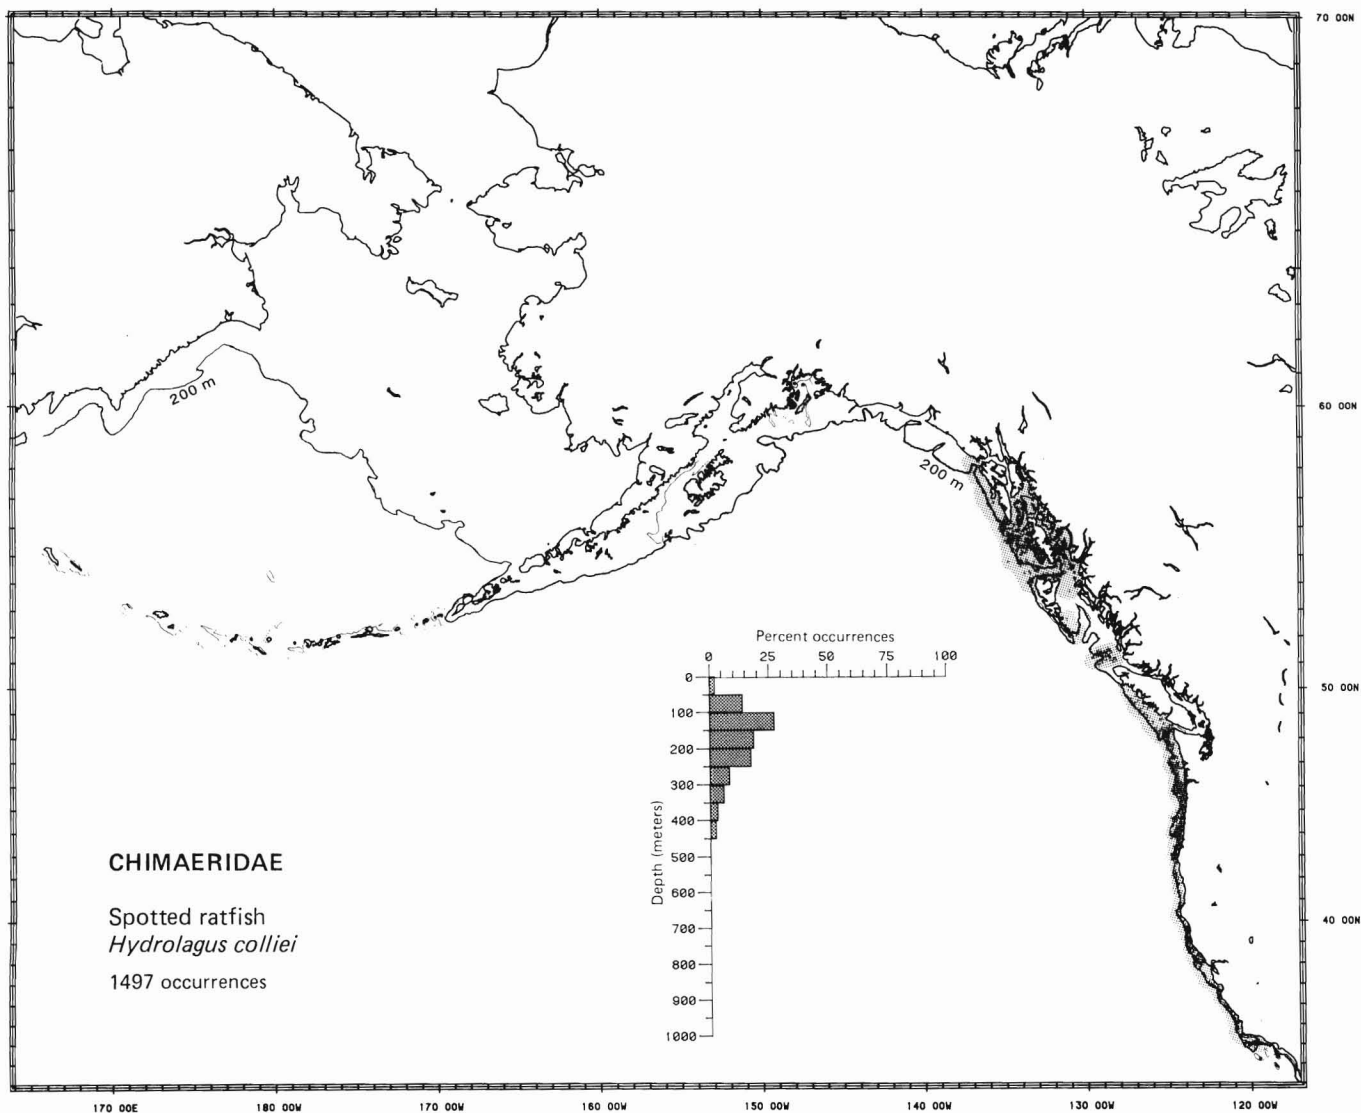 70 00N
200 m
60 00N
200 m
Percent occurrences
0 25 50 75 100
50 00N
0
100
200
300
400
500
600
700
800
900
1000
Depth (meters)
CHIMAERIDAE
Spotted ratfish
Hydrolagus colliei
1497 occurrences
40 00N
170 00E 180 00W 170 00W 160 00W 150 00W 140 00W 130 00W 120 00W